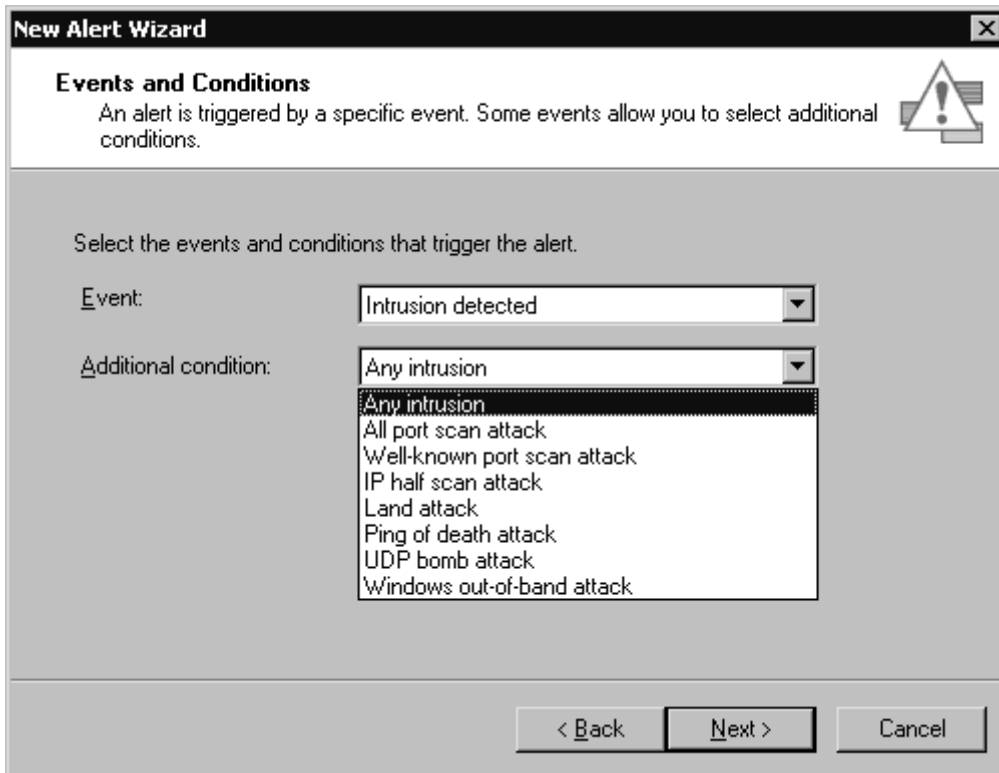 New Alert Wizard
Events and Conditions
An alert is triggered by a specific event. Some events allow you to select additional
conditions.
Select the events and conditions that trigger the alert.
Event:
Intrusion detected
Additional condition:
Any intrusion
Any intrusion
All port scan attack
Well-known port scan attack
IP half scan attack
Land attack
Ping of death attack
UDP bomb attack
Windows out-of-band attack
< Back
Next >
Cancel